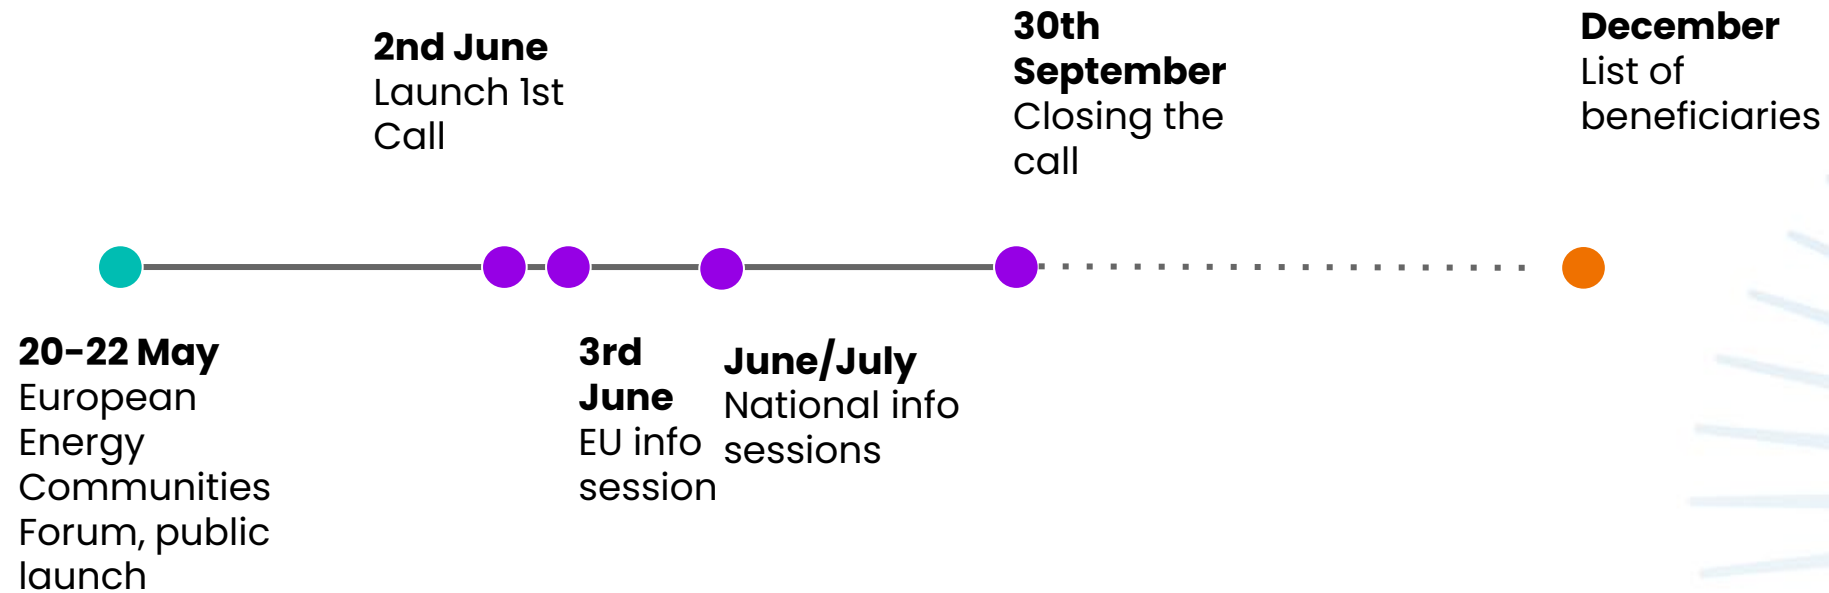 2nd June
Launch 1st
Call
30th
September
Closing the
call
December
List of
beneficiaries
20-22 May
European
Energy
Communities
Forum, public
launch
3rd
June
EU info
session
June/July
National info
sessions